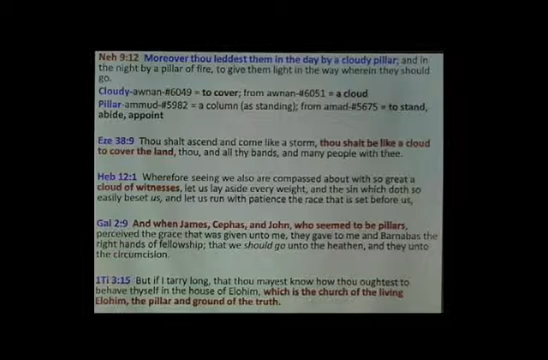 Neh 9:12 Moreover thou leddest them in the day by a cloudy pillar; and in
the night by a pillar of fire, to give them light in the way wherein they should
go.
Cloudy-awnan-#6049 = to cover; from awnan-#6051 = a cloud
Pillar-ammud-#5982 = a column (as standing); from amad-#5675 = to stand,
abide, appoint
Eze 38:9 Thou shalt ascend and come like a storm, thou shalt be like a cloud
to cover the land, thou, and all thy bands, and many people with thee.
Heb 12:1 Wherefore seeing we also are compassed about with so great a
cloud of witnesses, let us lay aside every weight, and the sin which doth so
easily beset us, and let us run with patience the race that is set before us,
Gal 2:9 And when James, Cephas, and John, who seemed to be pillars,
perceived the grace that was given unto me, they gave to me and Barnabas the
right hands of fellowship; that we should go unto the heathen, and they unto
the circumcision.
1Ti 3:15 But if I tarry long, that thou mayest know how thou oughtest to
behave thyself in the house of Elohim, which is the church of the living
Elohim, the pillar and ground of the truth.